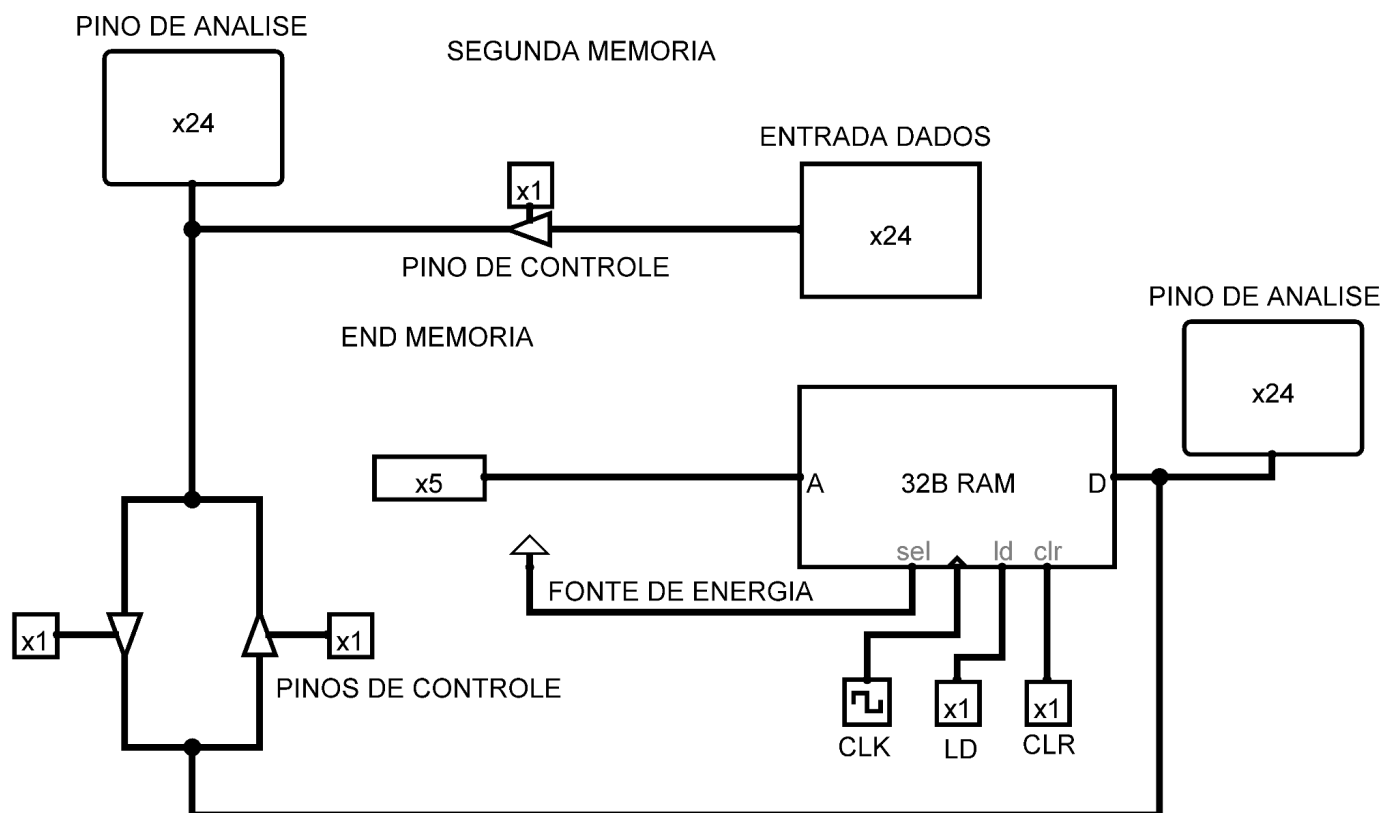 PINO DE ANALISE
SEGUNDA MEMORIA
x24
ENTRADA DADOS
x1
x24
PINO DE CONTROLE
PINO DE ANALISE
END MEMORIA
x24
x5
A
32B RAM
D
sel
ld
clr
FONTE DE ENERGIA
x1
x1
PINOS DE CONTROLE
x1
x1
CLK
LD
CLR